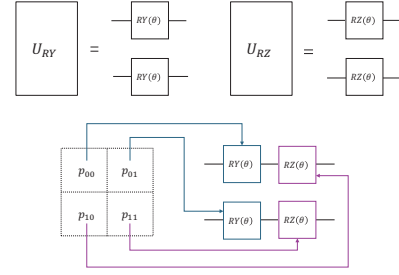 U_RY = RY(θ) U_RZ = RZ(θ)
RY(θ) RZ(θ)
p_00 p_01 RY(θ) RZ(θ)
p_10 p_11 RY(θ) RZ(θ)